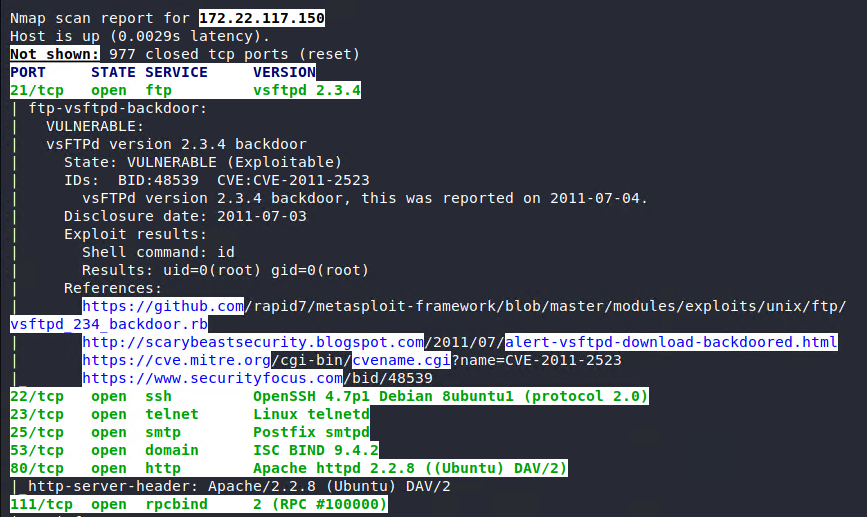 Nmap scan report for 172.22.117.150
Host is up (0.0029s latency).
Not shown: 977 closed tcp ports (reset)
PORT     STATE SERVICE     VERSION
21/tcp   open  ftp         vsftpd 2.3.4
| ftp-vsftpd-backdoor:
|   VULNERABLE:
|   vsFTPd version 2.3.4 backdoor
|     State: VULNERABLE (Exploitable)
|     IDs:  BID:48539  CVE:CVE-2011-2523
|       vsFTPd version 2.3.4 backdoor, this was reported on 2011-07-04.
|     Disclosure date: 2011-07-03
|     Exploit results:
|       Shell command: id
|       Results: uid=0(root) gid=0(root)
|     References:
|       https://github.com/rapid7/metasploit-framework/blob/master/modules/exploits/unix/ftp/
vsftpd_234_backdoor.rb
|       http://scarybeastsecurity.blogspot.com/2011/07/alert-vsftpd-download-backdoored.html
|       https://cve.mitre.org/cgi-bin/cvename.cgi?name=CVE-2011-2523
|_      https://www.securityfocus.com/bid/48539
22/tcp   open  ssh         OpenSSH 4.7p1 Debian 8ubuntu1 (protocol 2.0)
23/tcp   open  telnet      Linux telnetd
25/tcp   open  smtp        Postfix smtpd
53/tcp   open  domain      ISC BIND 9.4.2
80/tcp   open  http        Apache httpd 2.2.8 ((Ubuntu) DAV/2)
|_http-server-header: Apache/2.2.8 (Ubuntu) DAV/2
111/tcp  open  rpcbind     2 (RPC #100000)